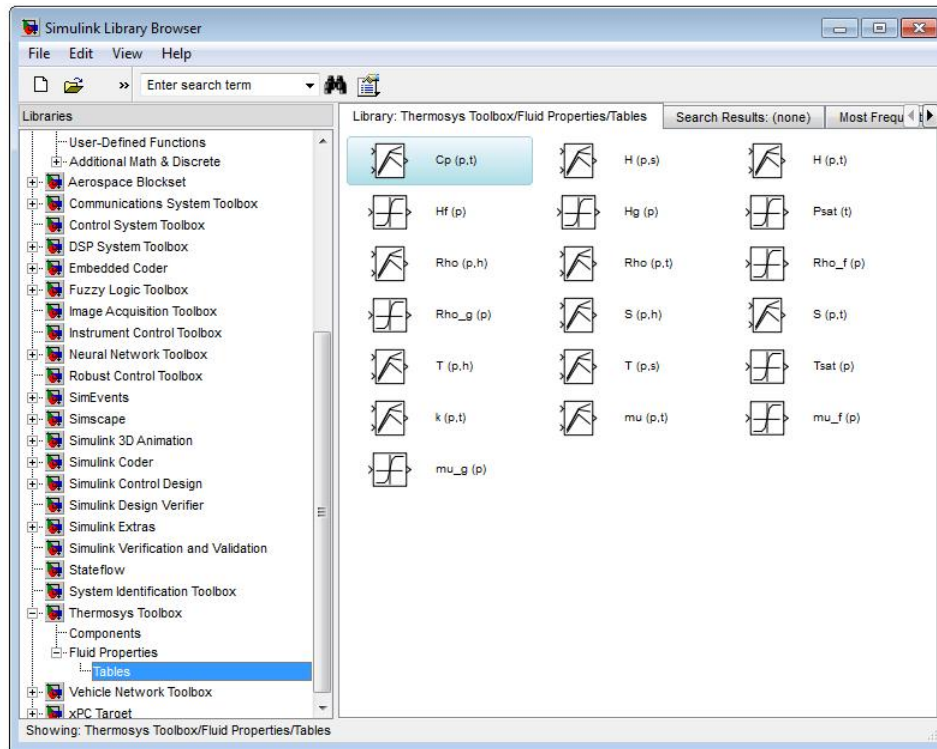 Simulink Library Browser
File Edit View Help
» Enter search term
Libraries
Library: Thermosys Toolbox/Fluid Properties/Tables Search Results: (none) Most Frequ
User-Defined Functions
Additional Math & Discrete
Aerospace Blockset
Communications System Toolbox
Control System Toolbox
DSP System Toolbox
Embedded Coder
Fuzzy Logic Toolbox
Image Acquisition Toolbox
Instrument Control Toolbox
Neural Network Toolbox
Robust Control Toolbox
SimEvents
Simscape
Simulink 3D Animation
Simulink Coder
Simulink Control Design
Simulink Design Verifier
Simulink Extras
Simulink Verification and Validation
Stateflow
System Identification Toolbox
Thermosys Toolbox
Components
Fluid Properties
Tables
Vehicle Network Toolbox
xPC Target
Cp (p,t) H (p,s) H (p,t)
Hf (p) Hg (p) Psat (t)
Rho (p,h) Rho (p,t) Rho_f (p)
Rho_g (p) S (p,h) S (p,t)
T (p,h) T (p,s) Tsat (p)
k (p,t) mu (p,t) mu_f (p)
mu_g (p)
Showing: Thermosys Toolbox/Fluid Properties/Tables